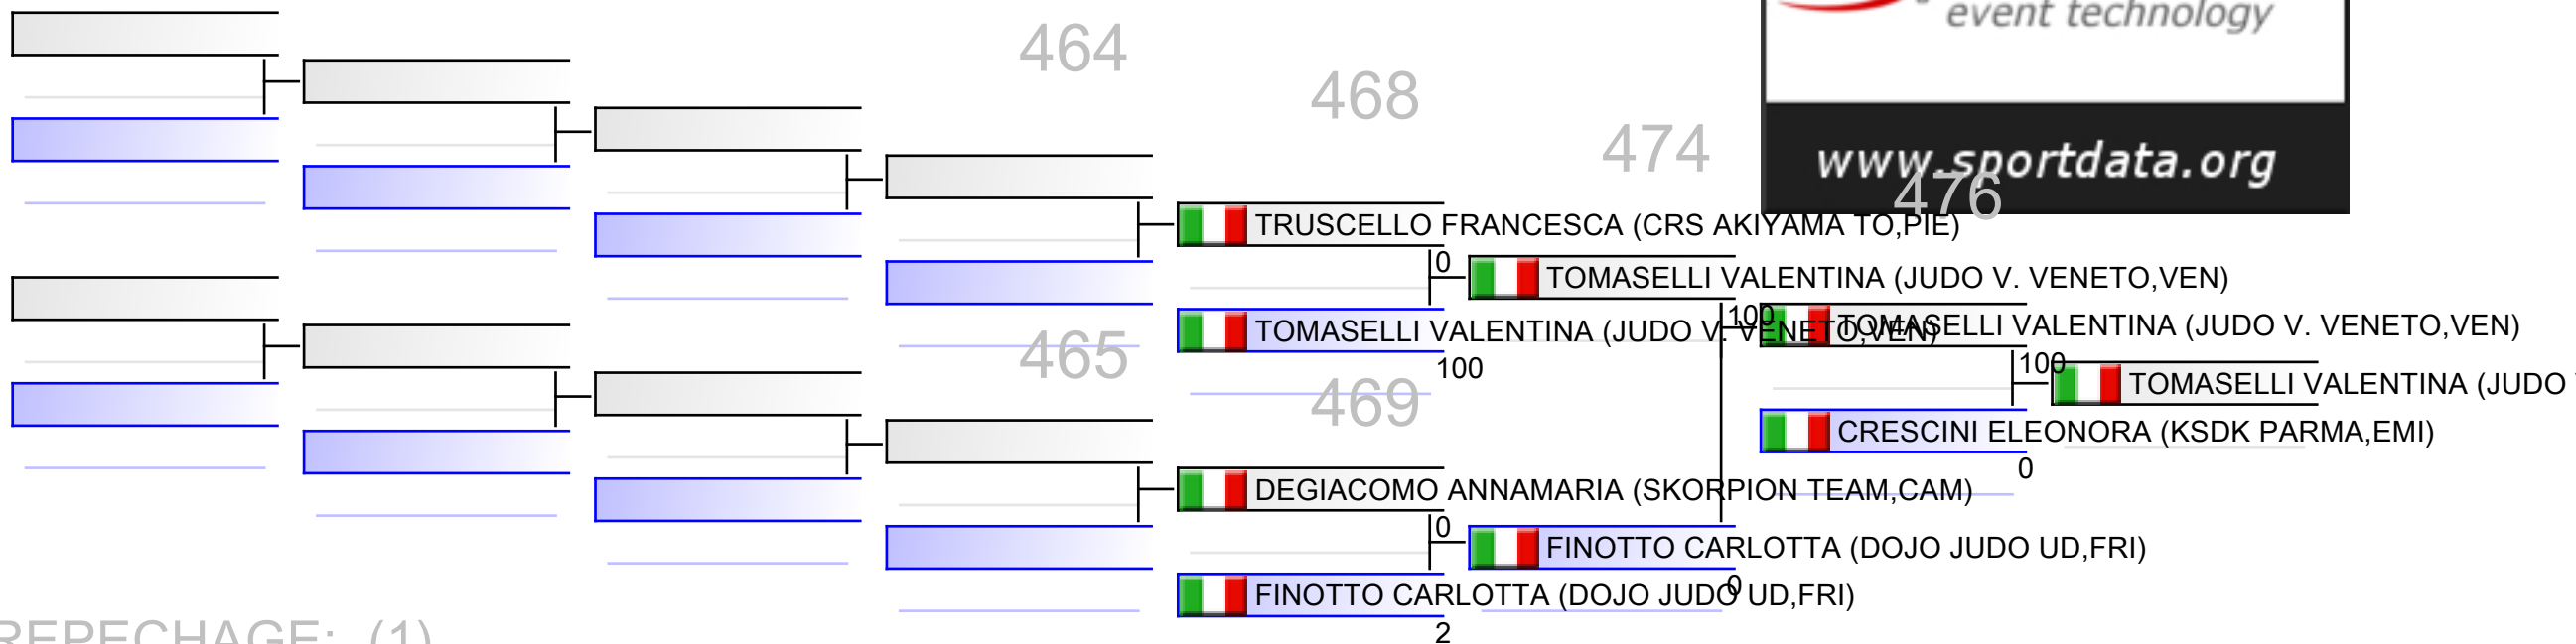 event technology
464
468
474
www.sportdata.org
476
TRUSCELLO FRANCESCA (CRS AKIYAMA TO,PIE)
0
TOMASELLI VALENTINA (JUDO V. VENETO,VEN)
100
TOMASELLI VALENTINA (JUDO V. VENETO,VEN)
TOMASELLI VALENTINA (JUDO V. VENETO,VEN)
465
100
100
TOMASELLI VALENTINA (JUDO
469
CRESCINI ELEONORA (KSDK PARMA,EMI)
0
DEGIACOMO ANNAMARIA (SKORPION TEAM,CAM)
0
FINOTTO CARLOTTA (DOJO JUDO UD,FRI)
0
FINOTTO CARLOTTA (DOJO JUDO UD,FRI)
2
REPECHAGE: (1)